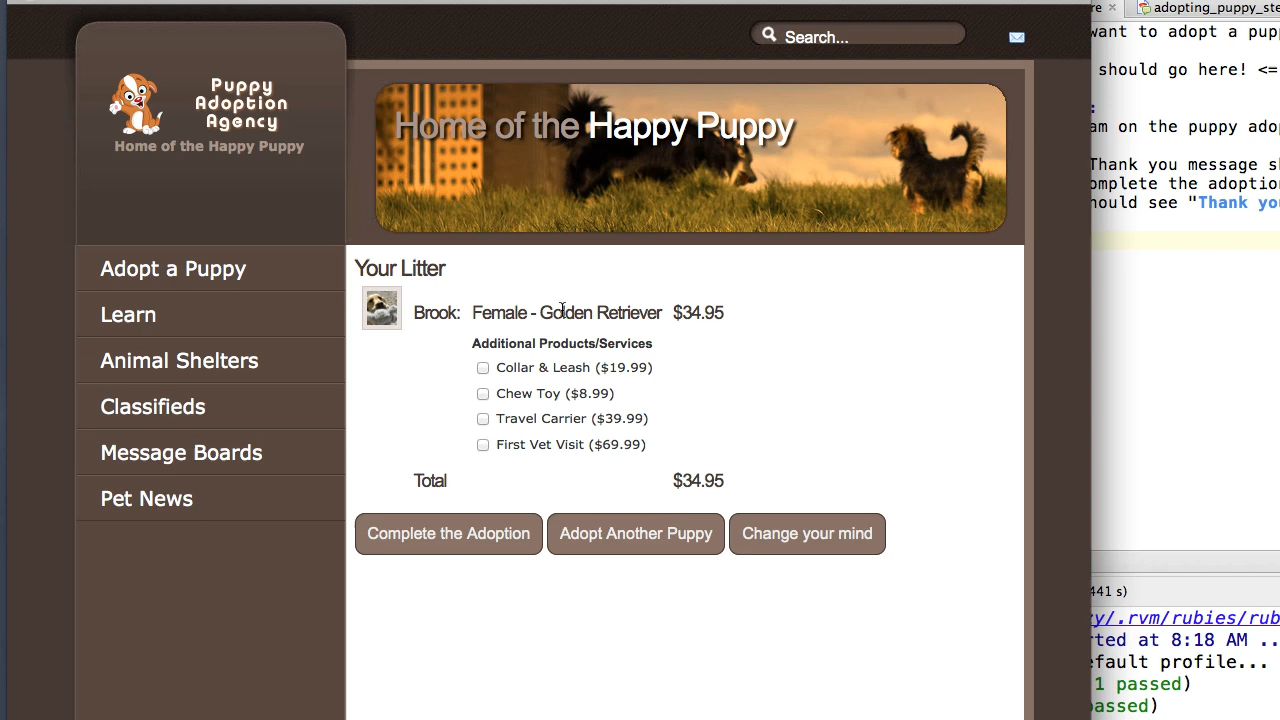 Search...
Puppy
Adoption
Agency
Home of the Happy Puppy
Home of the Happy Puppy
Adopt a Puppy
Learn
Animal Shelters
Classifieds
Message Boards
Pet News
Your Litter
Brook: Female - Golden Retriever $34.95
Additional Products/Services
Collar & Leash ($19.99)
Chew Toy ($8.99)
Travel Carrier ($39.99)
First Vet Visit ($69.99)
Total $34.95
Complete the Adoption
Adopt Another Puppy
Change your mind
re × adopting_puppy_ste
want to adopt a pup
should go here! <=
:
am on the puppy ado
Thank you message s
omplete the adoption
hould see "Thank yo
441 s)
y/.rvm/rubies/rub
rted at 8:18 AM ..
efault profile...
1 passed)
passed)